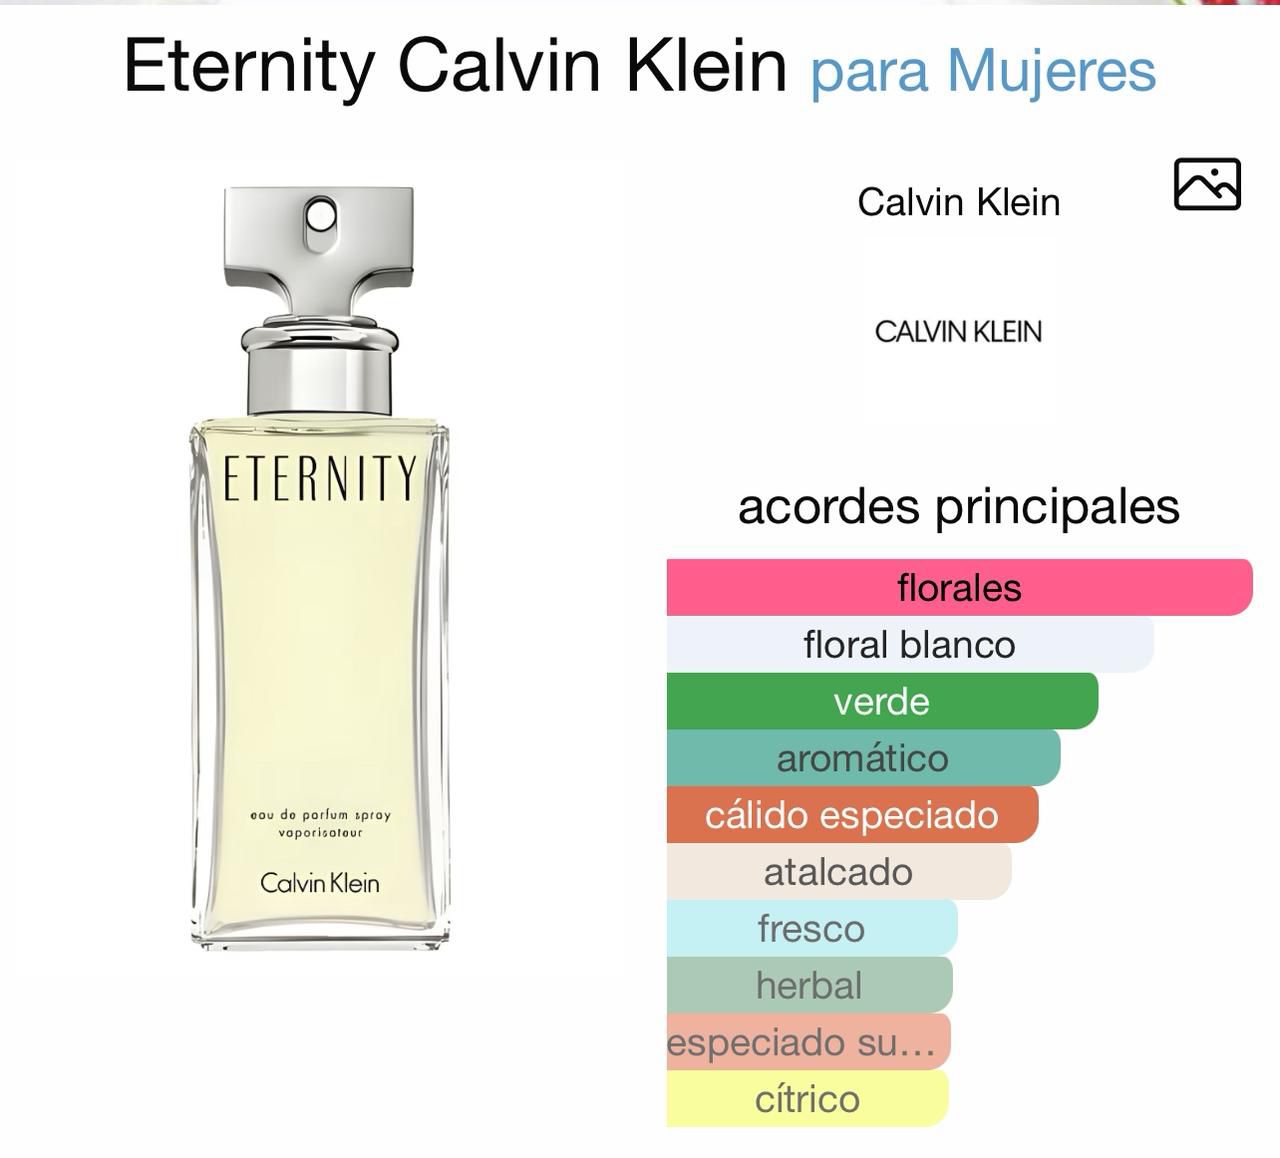 Eternity Calvin Klein para Mujeres
Calvin Klein
CALVIN KLEIN
ETERNITY
eau de parfum spray
vaporisateur
Calvin Klein
acordes principales
florales
floral blanco
verde
aromático
cálido especiado
atalcado
fresco
herbal
especiado su...
cítrico